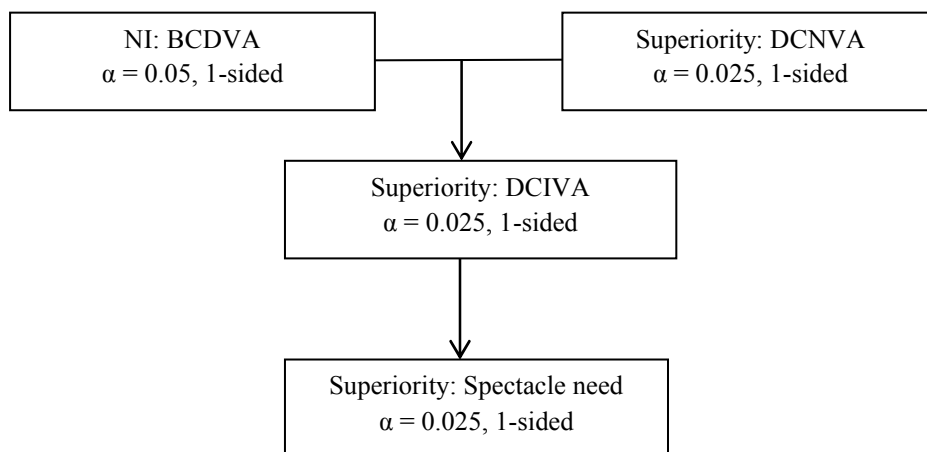 NI: BCDVA
α = 0.05, 1-sided
Superiority: DCNVA
α = 0.025, 1-sided
Superiority: DCIVA
α = 0.025, 1-sided
Superiority: Spectacle need
α = 0.025, 1-sided